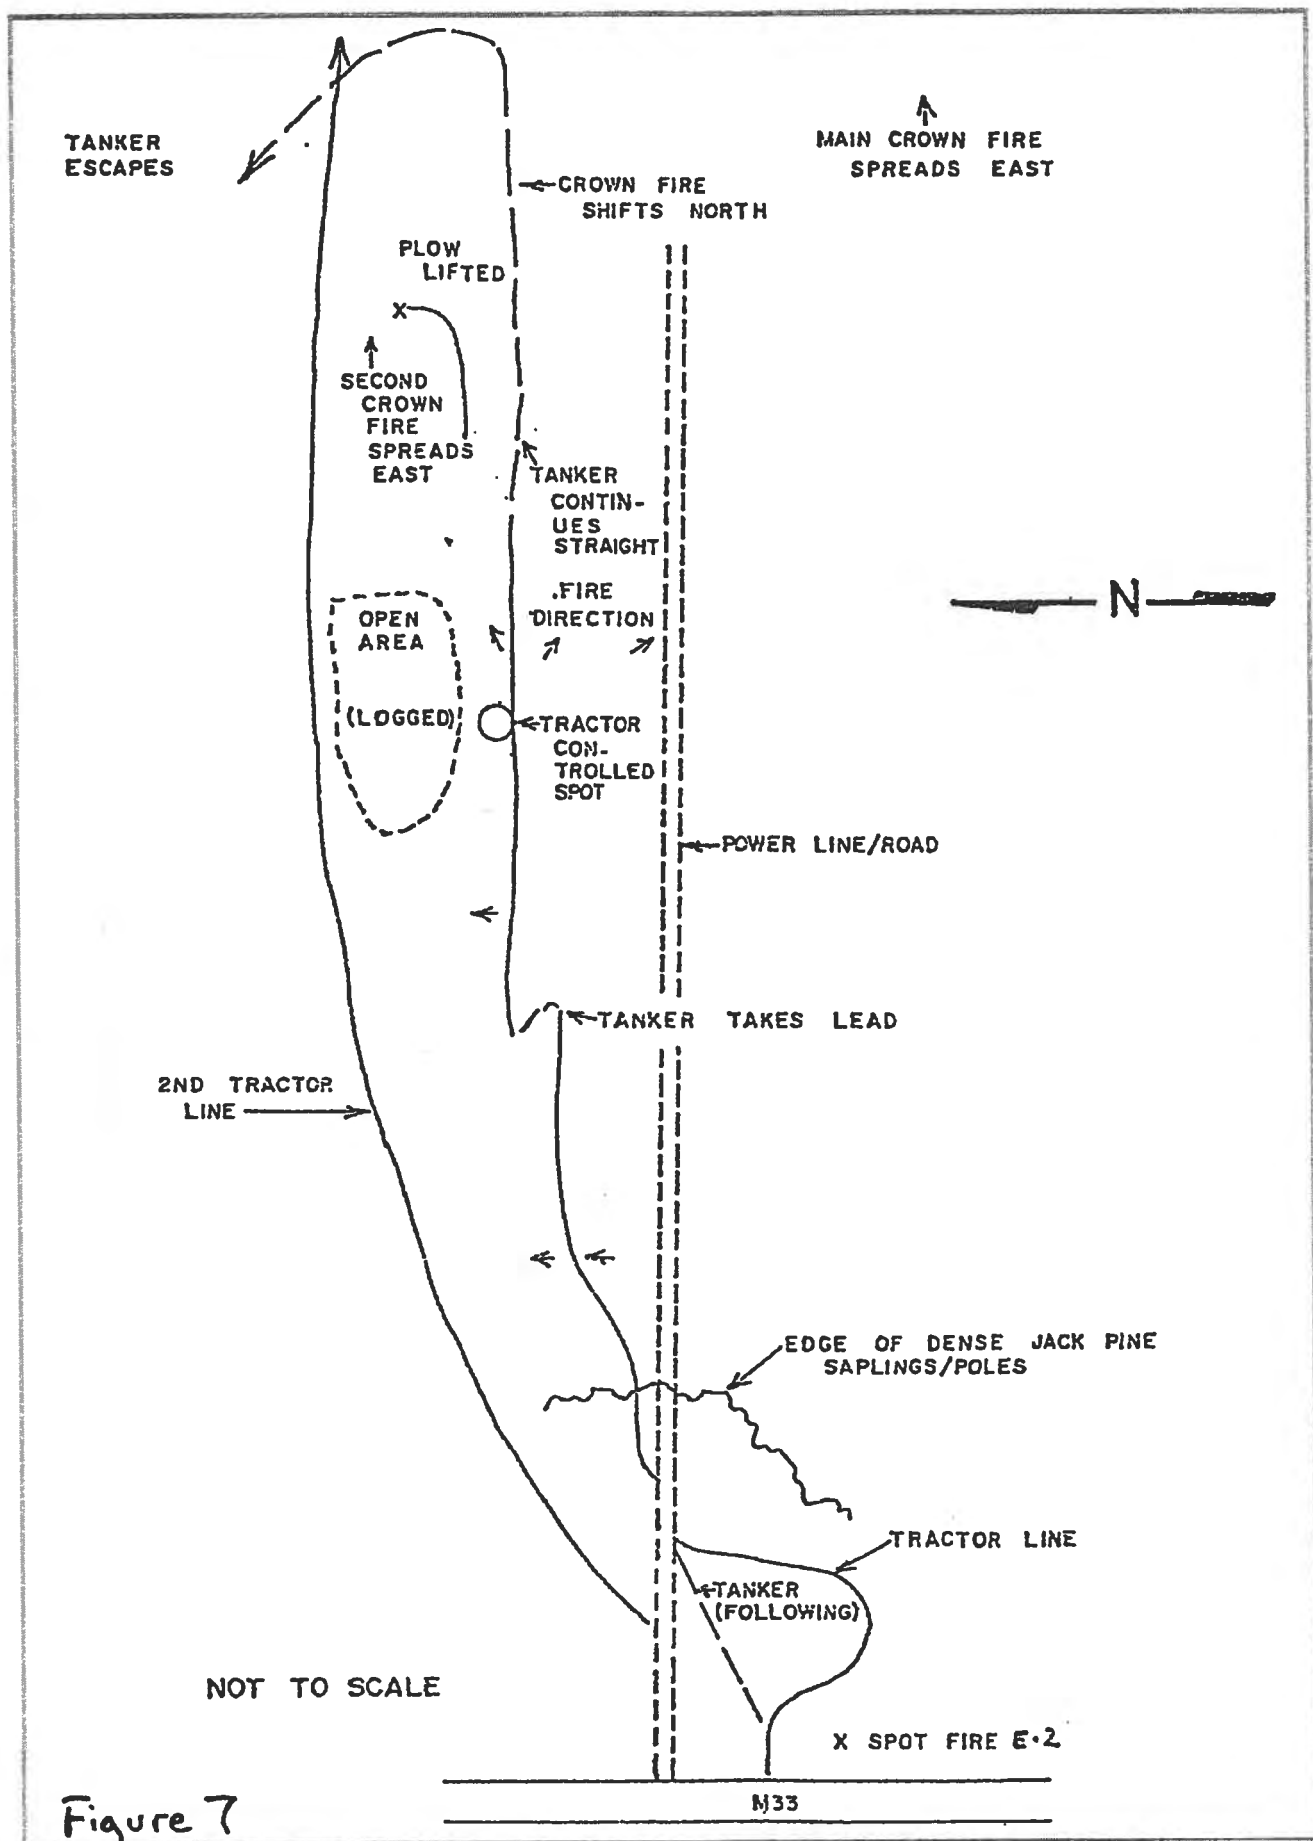 TANKER
ESCAPES
MAIN CROWN FIRE
SPREADS EAST
CROWN FIRE
SHIFTS NORTH
PLOW
LIFTED
X
SECOND
CROWN
FIRE
SPREADS
EAST
TANKER
CONTIN-
UES
STRAIGHT
FIRE
DIRECTION
N
OPEN
AREA
(LOGGED)
TRACTOR
CON-
TROLLED
SPOT
POWER LINE/ROAD
TANKER TAKES LEAD
2ND TRACTOR
LINE
EDGE OF DENSE JACK PINE
SAPLINGS/POLES
TRACTOR LINE
TANKER
(FOLLOWING)
NOT TO SCALE
X SPOT FIRE E-2
M33
Figure 7